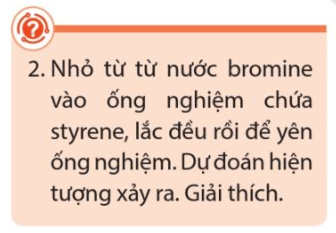 2. Nhỏ từ từ nước bromine
vào ống nghiệm chứa
styrene, lắc đều rồi để yên
ống nghiệm. Dự đoán hiện
tượng xảy ra. Giải thích.